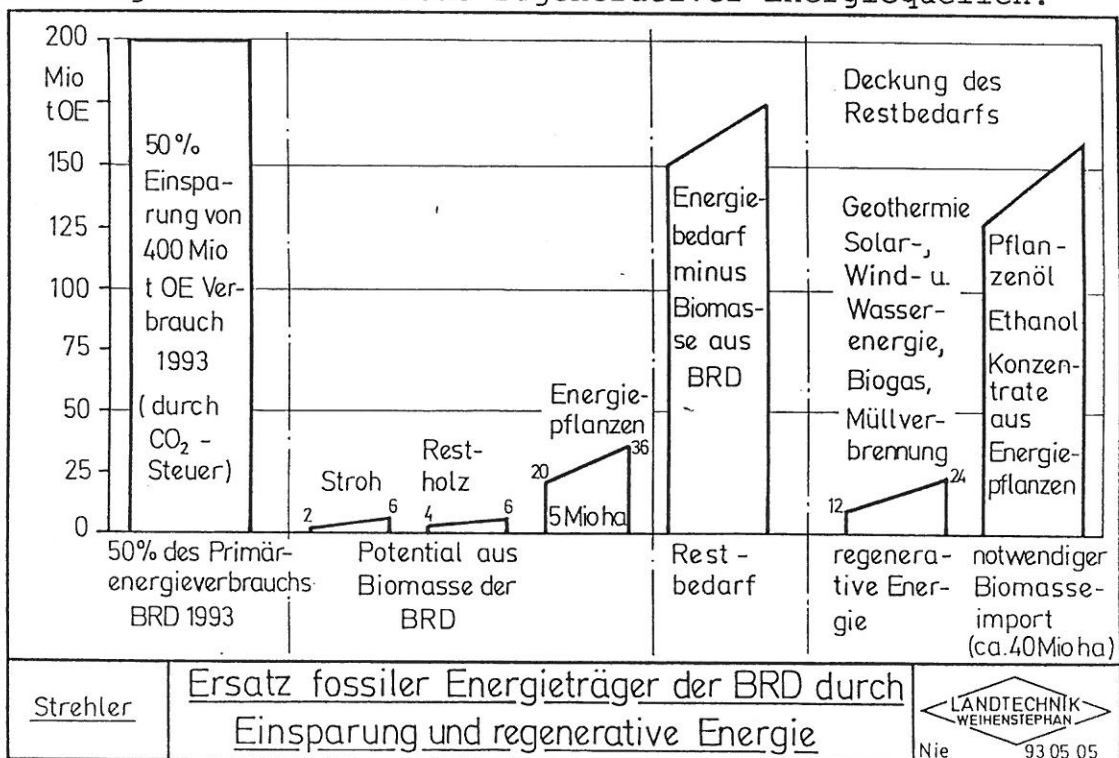 regenerativer Energiequellen.
200
Mio
t OE
150
125
100
75
50
25
0
50%
Einspa-
rung von
400 Mio
t OE Ver-
brauch
1993
(durch
CO₂ -
Steuer)
50% des Primär-
energieverbrauchs
BRD 1993
Stroh
2 6
Rest-
holz
4 6
Energie-
pflanzen
20 36
5 Mio ha
Potential aus
Biomasse der
BRD
Energie-
bedarf
minus
Biomas-
se aus
BRD
Rest -
bedarf
Deckung des
Restbedarfs
Geothermie
Solar-,
Wind- u.
Wasser-
energie,
Biogas,
Müllver-
brennung
12 24
regenera-
tive Ener-
gie
Pflan-
zenöl
Ethanol
Konzen-
trate
aus
Energie-
pflanzen
notwendiger
Biomasse-
import
(ca. 40 Mio ha)
Strehler
Ersatz fossiler Energieträger der BRD durch
Einsparung und regenerative Energie
LANDTECHNIK
WEIHENSTEPHAN
Nie 93 05 05